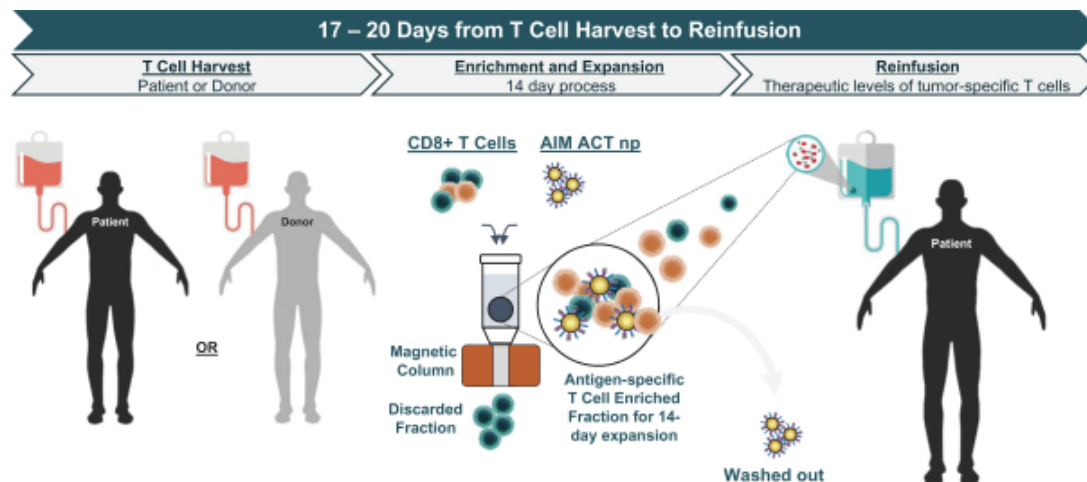 17 – 20 Days from T Cell Harvest to Reinfusion
T Cell Harvest
Patient or Donor
Enrichment and Expansion
14 day process
Reinfusion
Therapeutic levels of tumor-specific T cells
CD8+ T Cells
AIM ACT np
Patient
OR
Donor
Magnetic
Column
Discarded
Fraction
Antigen-specific
T Cell Enriched
Fraction for 14-
day expansion
Washed out
Patient